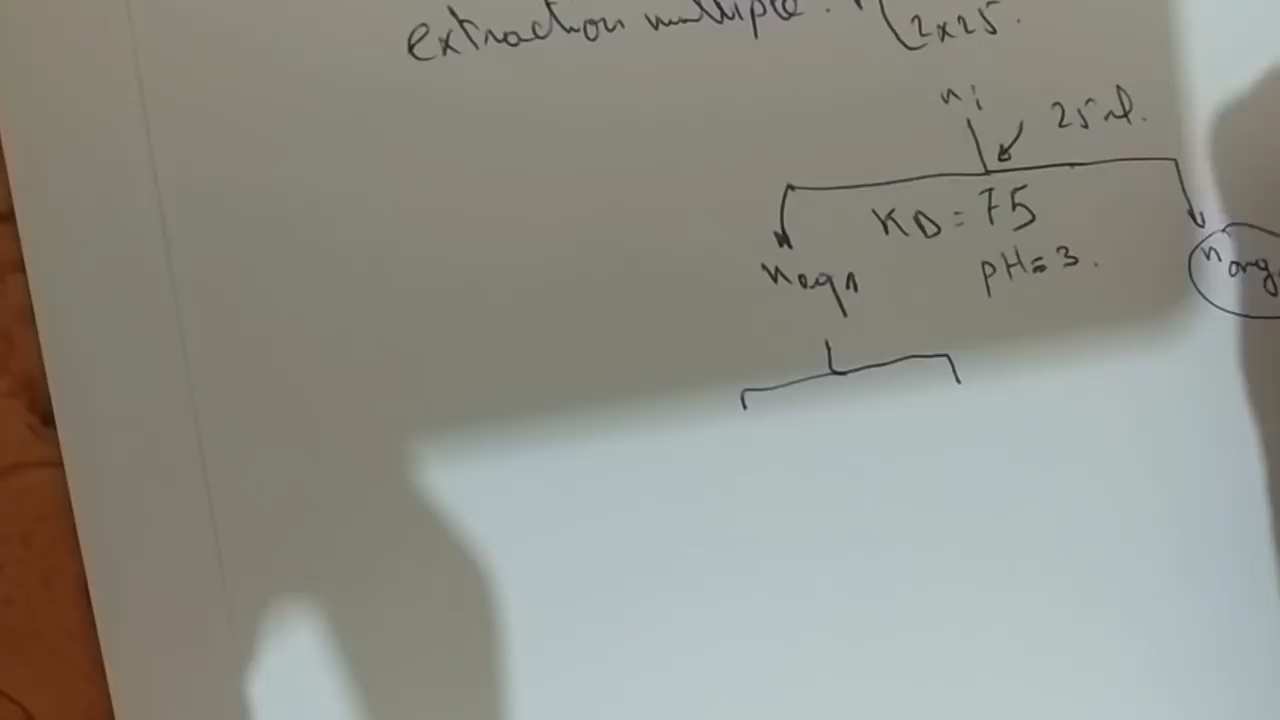 extraction multiple.
2x25.
ni
25 ml.
KD = 75
naq1
pH = 3.
norg